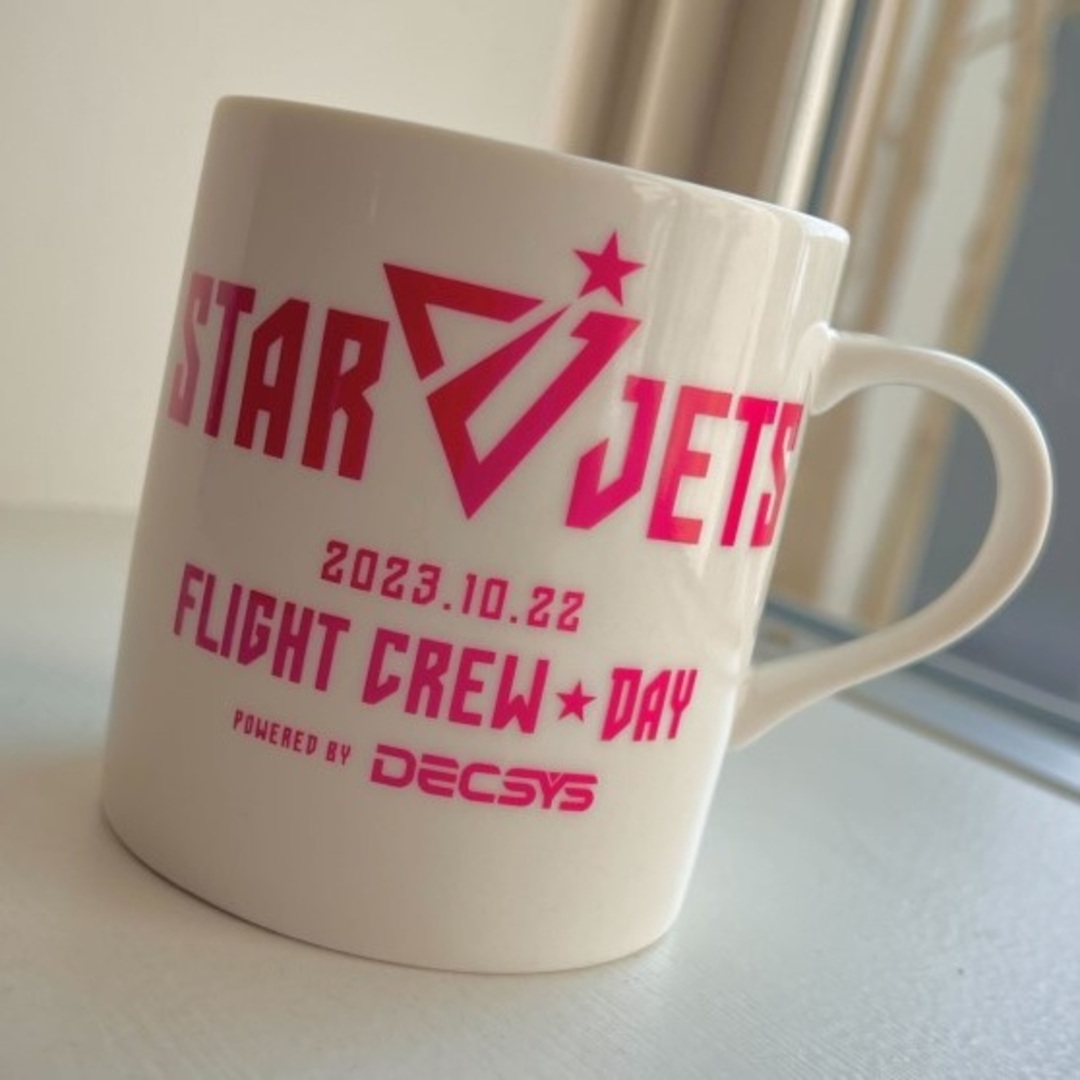 STAR JETS
2023.10.22
FLIGHT CREW★DAY
POWERED BY DECSYS